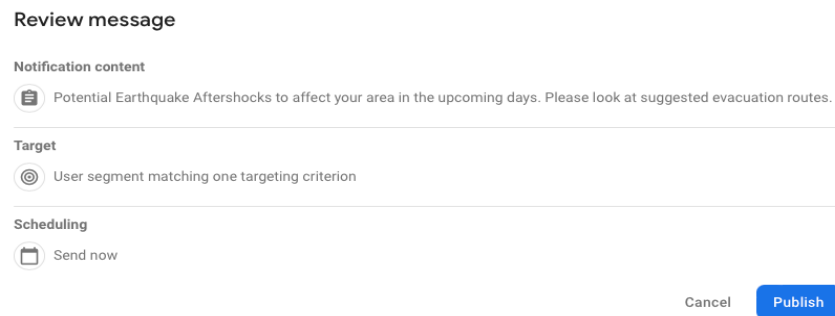 Review message
Notification content
Potential Earthquake Aftershocks to affect your area in the upcoming days. Please look at suggested evacuation routes.
Target
User segment matching one targeting criterion
Scheduling
Send now
Cancel Publish